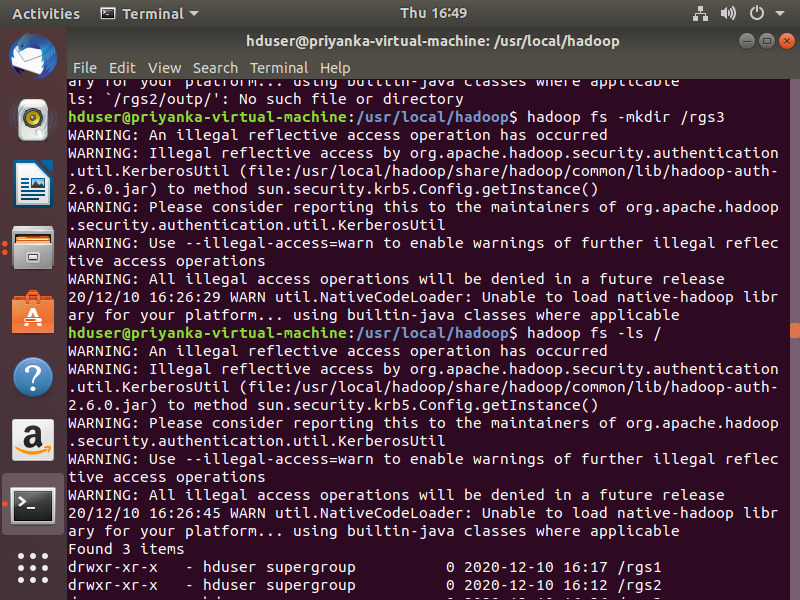 Activities Terminal Thu 16:49
hduser@priyanka-virtual-machine: /usr/local/hadoop
File Edit View Search Terminal Help
ary for your platform... using builtin-java classes where applicable
ls: `/rgs2/outp/': No such file or directory
hduser@priyanka-virtual-machine:/usr/local/hadoop$ hadoop fs -mkdir /rgs3
WARNING: An illegal reflective access operation has occurred
WARNING: Illegal reflective access by org.apache.hadoop.security.authentication
.util.KerberosUtil (file:/usr/local/hadoop/share/hadoop/common/lib/hadoop-auth-
2.6.0.jar) to method sun.security.krb5.Config.getInstance()
WARNING: Please consider reporting this to the maintainers of org.apache.hadoop
.security.authentication.util.KerberosUtil
WARNING: Use --illegal-access=warn to enable warnings of further illegal reflec
tive access operations
WARNING: All illegal access operations will be denied in a future release
20/12/10 16:26:29 WARN util.NativeCodeLoader: Unable to load native-hadoop libr
ary for your platform... using builtin-java classes where applicable
hduser@priyanka-virtual-machine:/usr/local/hadoop$ hadoop fs -ls /
WARNING: An illegal reflective access operation has occurred
WARNING: Illegal reflective access by org.apache.hadoop.security.authentication
.util.KerberosUtil (file:/usr/local/hadoop/share/hadoop/common/lib/hadoop-auth-
2.6.0.jar) to method sun.security.krb5.Config.getInstance()
WARNING: Please consider reporting this to the maintainers of org.apache.hadoop
.security.authentication.util.KerberosUtil
WARNING: Use --illegal-access=warn to enable warnings of further illegal reflec
tive access operations
WARNING: All illegal access operations will be denied in a future release
20/12/10 16:26:45 WARN util.NativeCodeLoader: Unable to load native-hadoop libr
ary for your platform... using builtin-java classes where applicable
Found 3 items
drwxr-xr-x   - hduser supergroup          0 2020-12-10 16:17 /rgs1
drwxr-xr-x   - hduser supergroup          0 2020-12-10 16:12 /rgs2